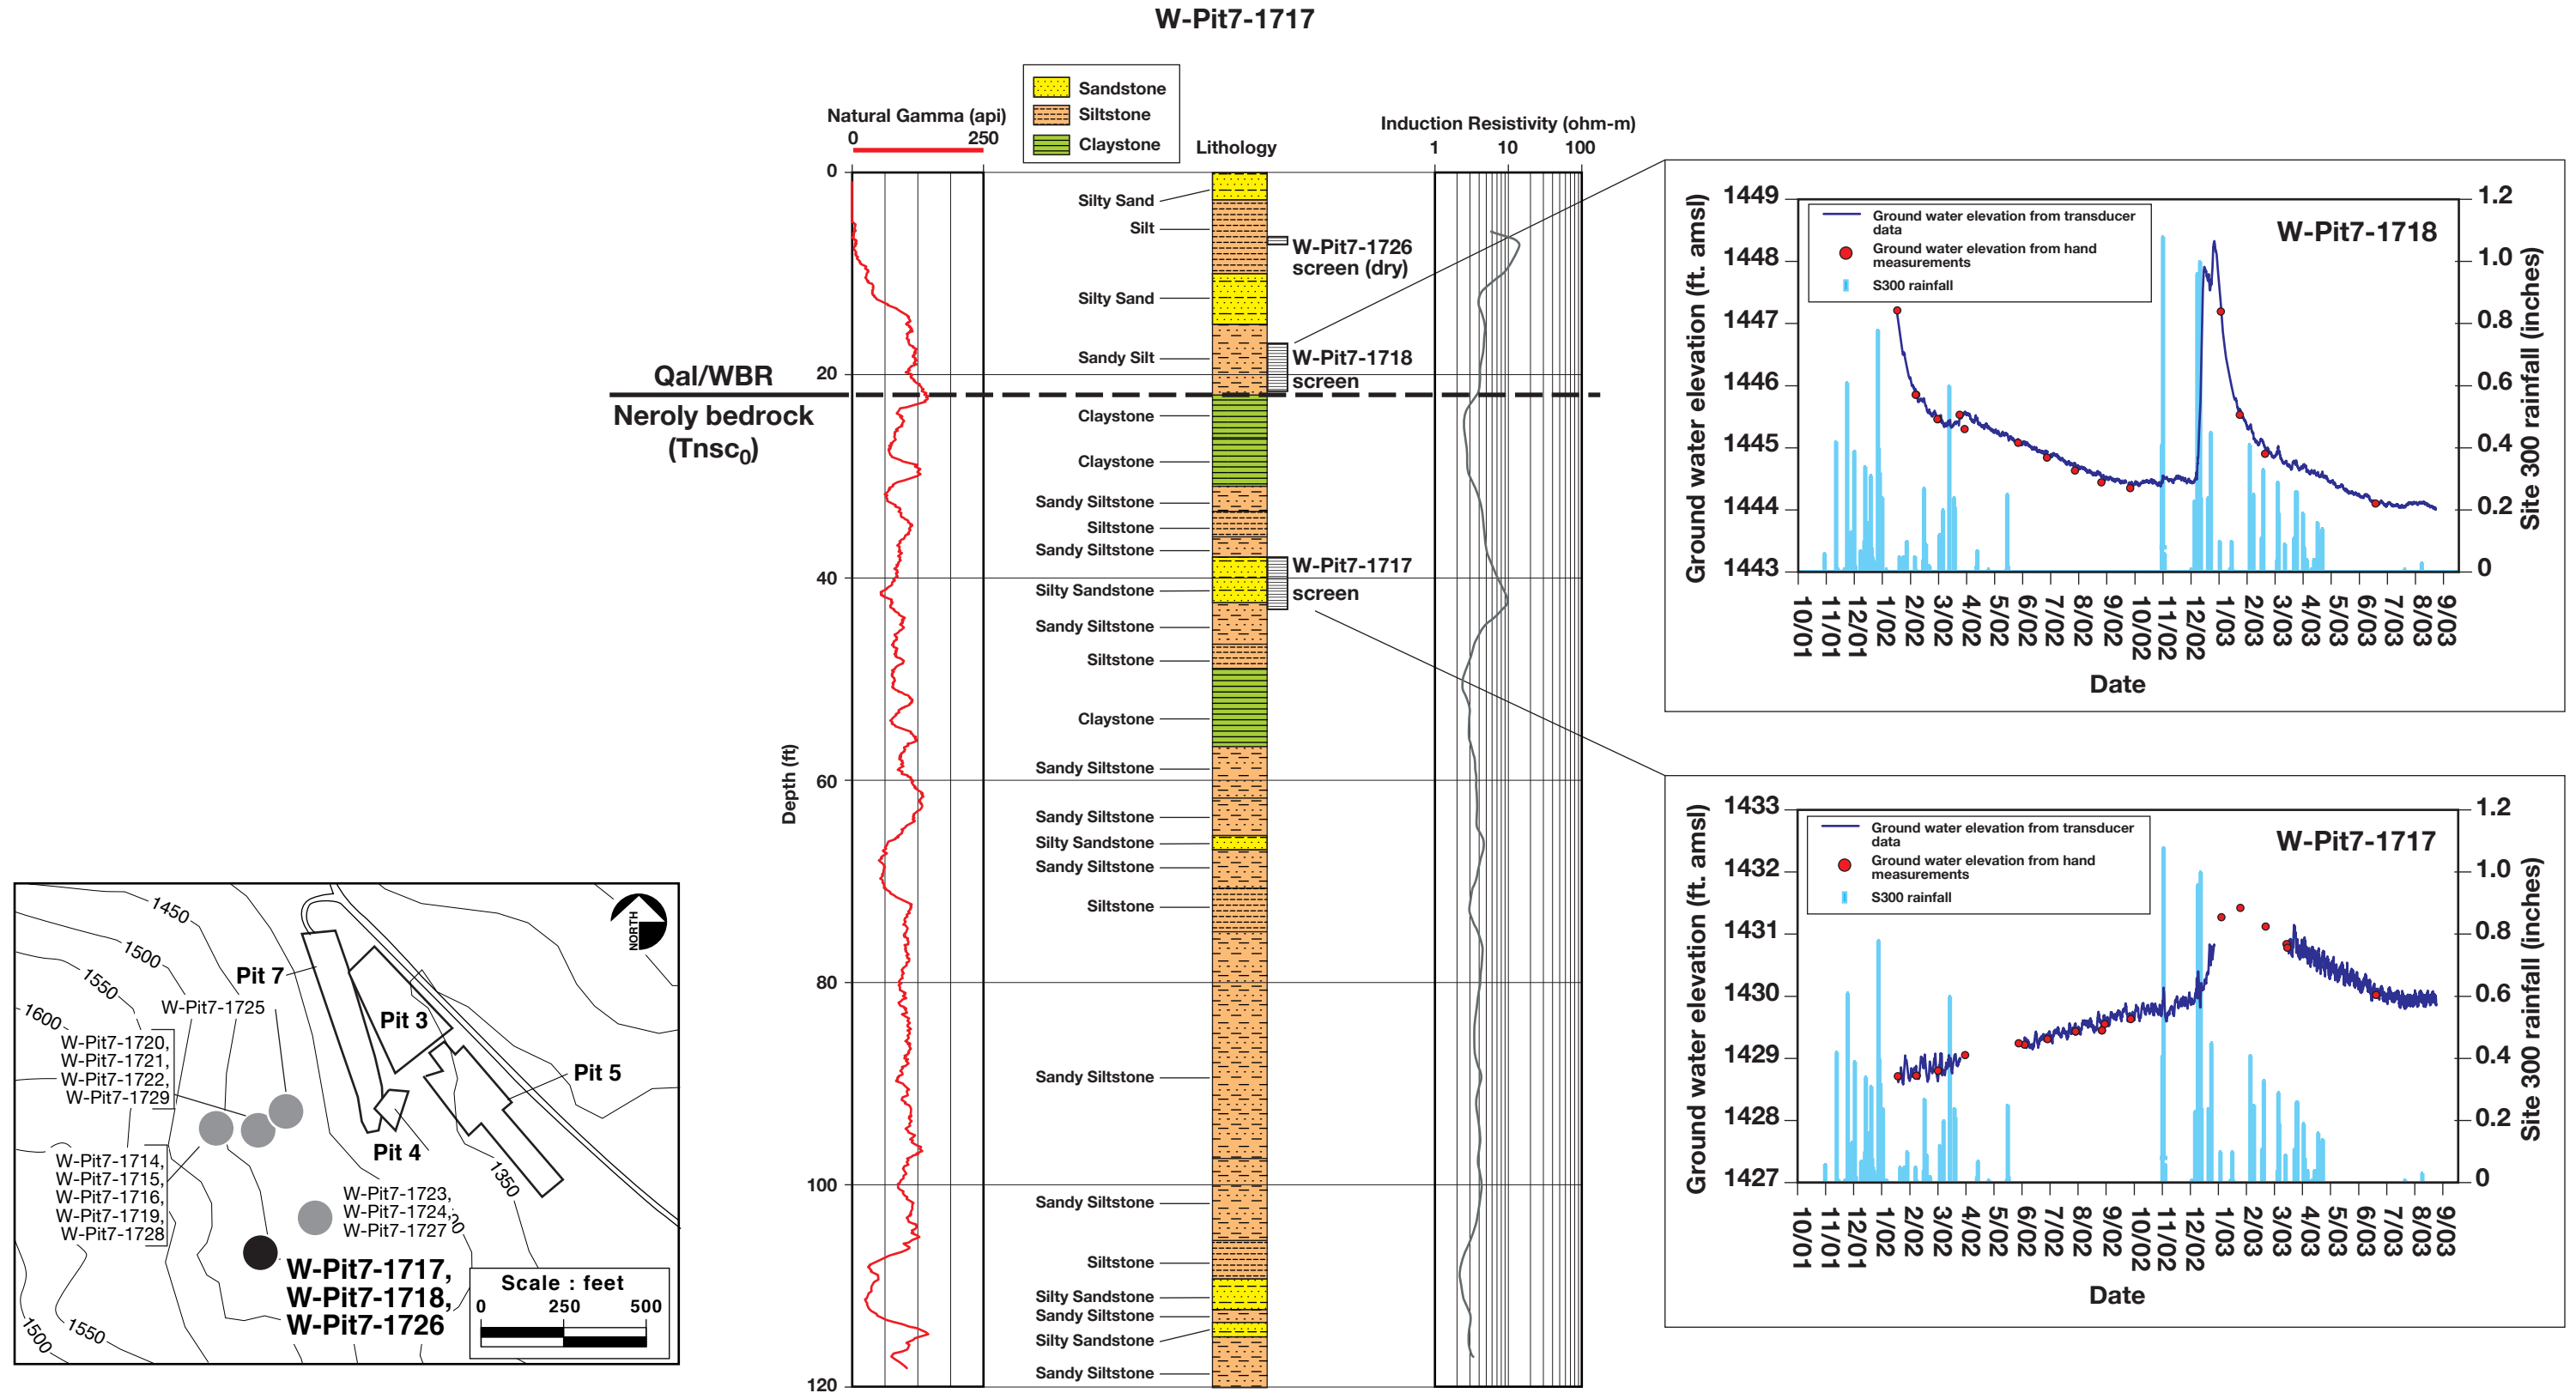 W-Pit7-1717
Sandstone
Siltstone
Claystone
Natural Gamma (api)
0 250
Lithology
Induction Resistivity (ohm-m)
1 10 100
Depth (ft)
0
20
40
60
80
100
120
Qal/WBR
Neroly bedrock
(Tnsc0)
Silty Sand
Silt
Silty Sand
Sandy Silt
Claystone
Claystone
Sandy Siltstone
Siltstone
Sandy Siltstone
Silty Sandstone
Sandy Siltstone
Siltstone
Claystone
Sandy Siltstone
Sandy Siltstone
Silty Sandstone
Sandy Siltstone
Siltstone
Sandy Siltstone
Sandy Siltstone
Siltstone
Silty Sandstone
Sandy Siltstone
Silty Sandstone
Sandy Siltstone
W-Pit7-1726
screen (dry)
W-Pit7-1718
screen
W-Pit7-1717
screen
W-Pit7-1718
Ground water elevation from transducer
data
Ground water elevation from hand
measurements
S300 rainfall
Ground water elevation (ft. amsl)
1449
1448
1447
1446
1445
1444
1443
Site 300 rainfall (inches)
1.2
1.0
0.8
0.6
0.4
0.2
0
10/01 11/01 12/01 1/02 2/02 3/02 4/02 5/02 6/02 7/02 8/02 9/02 10/02 11/02 12/02 1/03 2/03 3/03 4/03 5/03 6/03 7/03 8/03 9/03
Date
W-Pit7-1717
Ground water elevation from transducer
data
Ground water elevation from hand
measurements
S300 rainfall
Ground water elevation (ft. amsl)
1433
1432
1431
1430
1429
1428
1427
Site 300 rainfall (inches)
1.2
1.0
0.8
0.6
0.4
0.2
0
10/01 11/01 12/01 1/02 2/02 3/02 4/02 5/02 6/02 7/02 8/02 9/02 10/02 11/02 12/02 1/03 2/03 3/03 4/03 5/03 6/03 7/03 8/03 9/03
Date
NORTH
1450
1500
1550
1600
Pit 7
Pit 3
Pit 5
Pit 4
W-Pit7-1725
W-Pit7-1720,
W-Pit7-1721,
W-Pit7-1722,
W-Pit7-1729
W-Pit7-1714,
W-Pit7-1715,
W-Pit7-1716,
W-Pit7-1719,
W-Pit7-1728
W-Pit7-1723,
W-Pit7-1724,
W-Pit7-1727
1350
W-Pit7-1717,
W-Pit7-1718,
W-Pit7-1726
1500
1550
Scale : feet
0 250 500